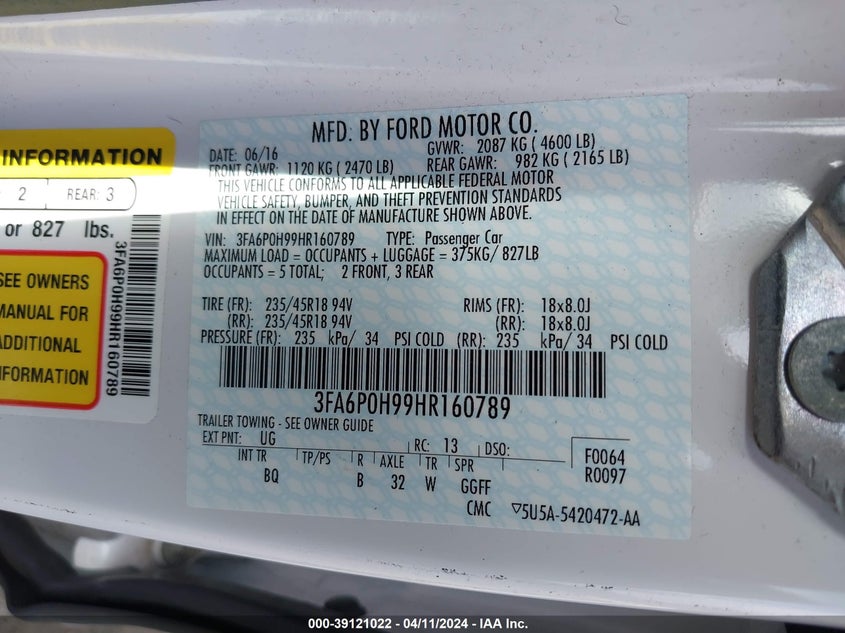 INFORMATION
2 REAR: 3
or 827 lbs.
SEE OWNERS
MANUAL FOR
ADDITIONAL
INFORMATION
3FA6P0H99HR160789
MFD. BY FORD MOTOR CO.
DATE: 06/16 GVWR: 2087 KG ( 4600 LB)
FRONT GAWR: 1120 KG ( 2470 LB) REAR GAWR: 982 KG ( 2165 LB)
THIS VEHICLE CONFORMS TO ALL APPLICABLE FEDERAL MOTOR
VEHICLE SAFETY, BUMPER, AND THEFT PREVENTION STANDARDS
IN EFFECT ON THE DATE OF MANUFACTURE SHOWN ABOVE.
VIN: 3FA6P0H99HR160789 TYPE: Passenger Car
MAXIMUM LOAD = OCCUPANTS + LUGGAGE = 375KG/ 827LB
OCCUPANTS = 5 TOTAL; 2 FRONT, 3 REAR
TIRE (FR): 235/45R18 94V RIMS (FR): 18x8.0J
(RR): 235/45R18 94V (RR): 18x8.0J
PRESSURE (FR): 235 kPa/ 34 PSI COLD (RR): 235 kPa/ 34 PSI COLD
3FA6P0H99HR160789
TRAILER TOWING - SEE OWNER GUIDE
EXT PNT: UG RC: 13 DSO: F0064
INT TR TP/PS R AXLE TR SPR R0097
BQ B 32 W GGFF
CMC ▽5U5A-5420472-AA
000-39121022 - 04/11/2024 - IAA Inc.